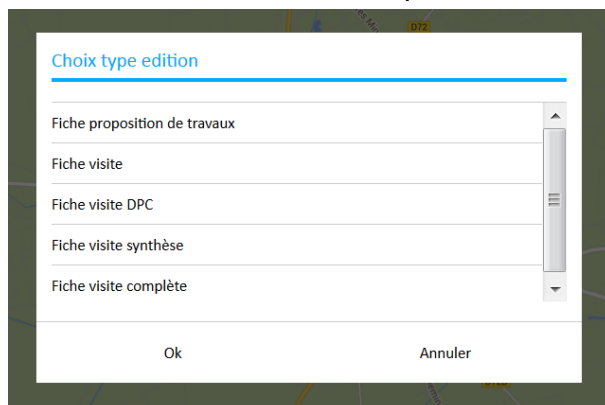 D72
Choix type edition
Fiche proposition de travaux
Fiche visite
Fiche visite DPC
Fiche visite synthèse
Fiche visite complète
Ok
Annuler